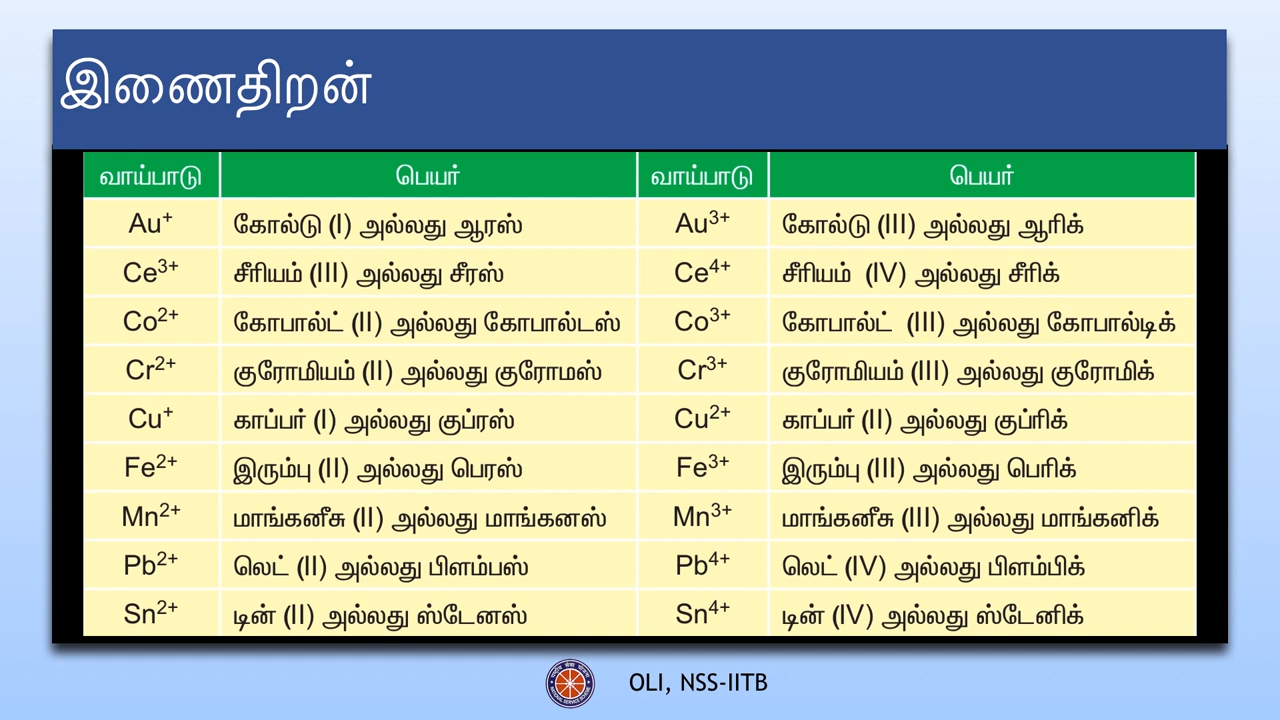 இணைதிறன்
வாய்பாடு பெயர் வாய்பாடு பெயர்
Au⁺ கோல்டு (I) அல்லது ஆரஸ் Au³⁺ கோல்டு (III) அல்லது ஆரிக்
Ce³⁺ சீரியம் (III) அல்லது சீரஸ் Ce⁴⁺ சீரியம் (IV) அல்லது சீரிக்
Co²⁺ கோபால்ட் (II) அல்லது கோபால்டஸ் Co³⁺ கோபால்ட் (III) அல்லது கோபால்டிக்
Cr²⁺ குரோமியம் (II) அல்லது குரோமஸ் Cr³⁺ குரோமியம் (III) அல்லது குரோமிக்
Cu⁺ காப்பர் (I) அல்லது குப்ரஸ் Cu²⁺ காப்பர் (II) அல்லது குப்ரிக்
Fe²⁺ இரும்பு (II) அல்லது பெரஸ் Fe³⁺ இரும்பு (III) அல்லது பெரிக்
Mn²⁺ மாங்கனீசு (II) அல்லது மாங்கனஸ் Mn³⁺ மாங்கனீசு (III) அல்லது மாங்கனிக்
Pb²⁺ லெட் (II) அல்லது பிளம்பஸ் Pb⁴⁺ லெட் (IV) அல்லது பிளம்பிக்
Sn²⁺ டின் (II) அல்லது ஸ்டேனஸ் Sn⁴⁺ டின் (IV) அல்லது ஸ்டேனிக்
OLI, NSS-IITB